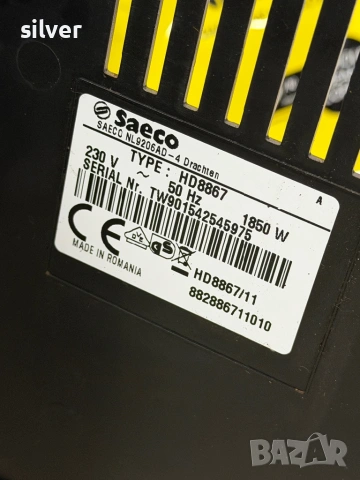 silver
Saeco
SAECO NL9206AD-4 Drachten
TYPE: HD8867 A
230 V ~ 50 Hz 1850 W
SERIAL Nr. TW901542545975
CE
MADE IN ROMANIA
HD8867/11
882886711010
BAZAR